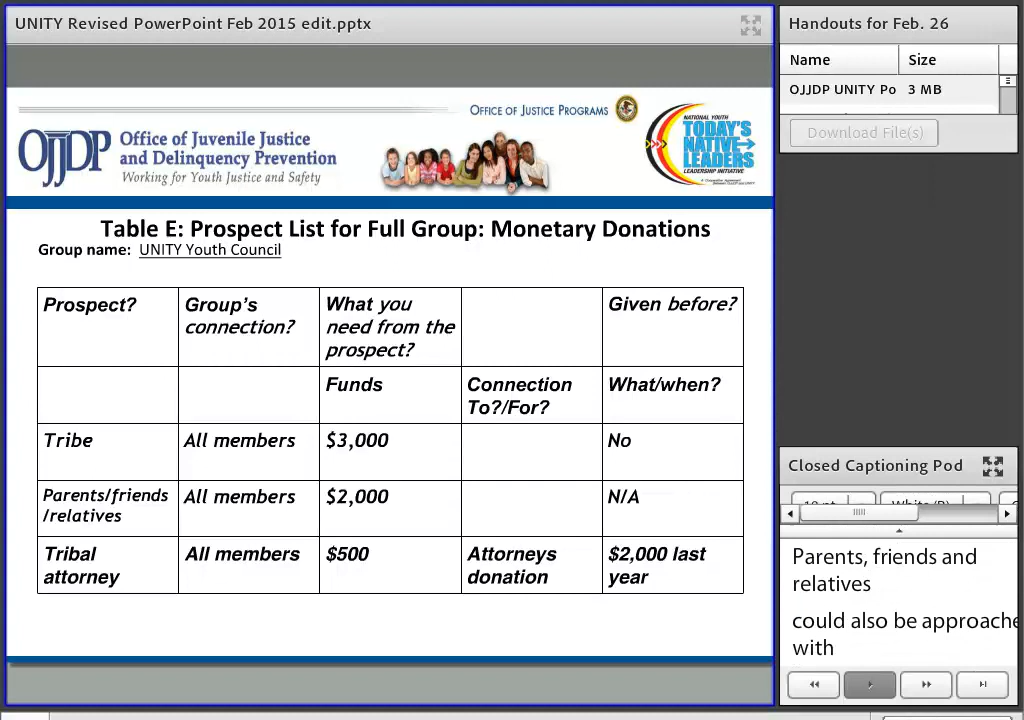 UNITY Revised PowerPoint Feb 2015 edit.pptx
OFFICE OF JUSTICE PROGRAMS
OJJDP
Office of Juvenile Justice
and Delinquency Prevention
Working for Youth Justice and Safety
NATIONAL YOUTH
TODAY'S
NATIVE
LEADERS
LEADERSHIP INITIATIVE
Table E: Prospect List for Full Group: Monetary Donations
Group name: UNITY Youth Council
Prospect? Group's connection? What you need from the prospect? Given before?
Funds Connection To?/For? What/when?
Tribe All members $3,000 No
Parents/friends/relatives All members $2,000 N/A
Tribal attorney All members $500 Attorneys donation $2,000 last year
Handouts for Feb. 26
Name Size
OJJDP UNITY Po 3 MB
Download File(s)
Closed Captioning Pod
Parents, friends and
relatives
could also be approache
with